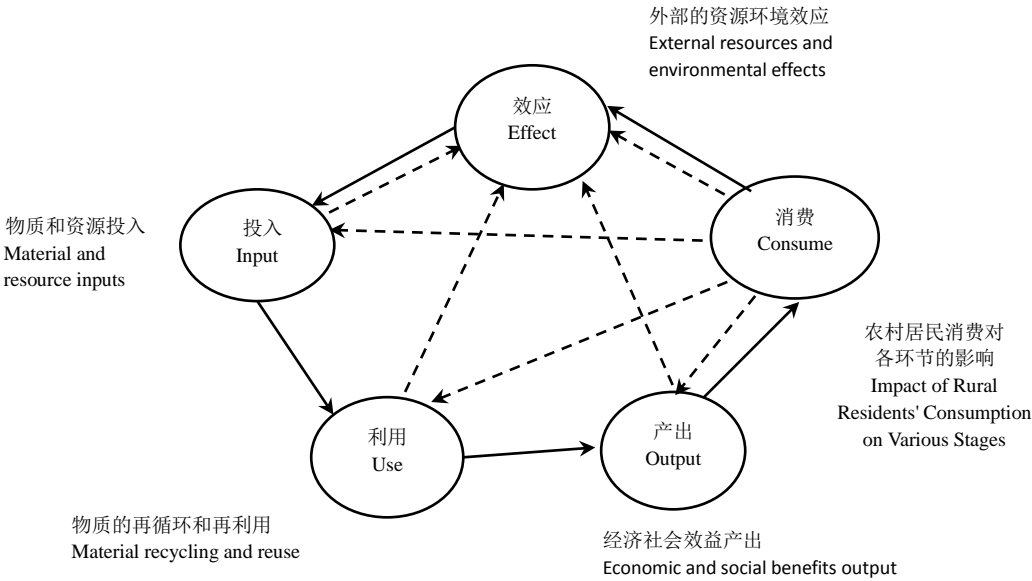 外部的资源环境效应
External resources and
environmental effects
效应
Effect
消费
Consume
投入
Input
物质和资源投入
Material and
resource inputs
农村居民消费对
各环节的影响
Impact of Rural
Residents' Consumption
on Various Stages
利用
Use
产出
Output
物质的再循环和再利用
Material recycling and reuse
经济社会效益产出
Economic and social benefits output